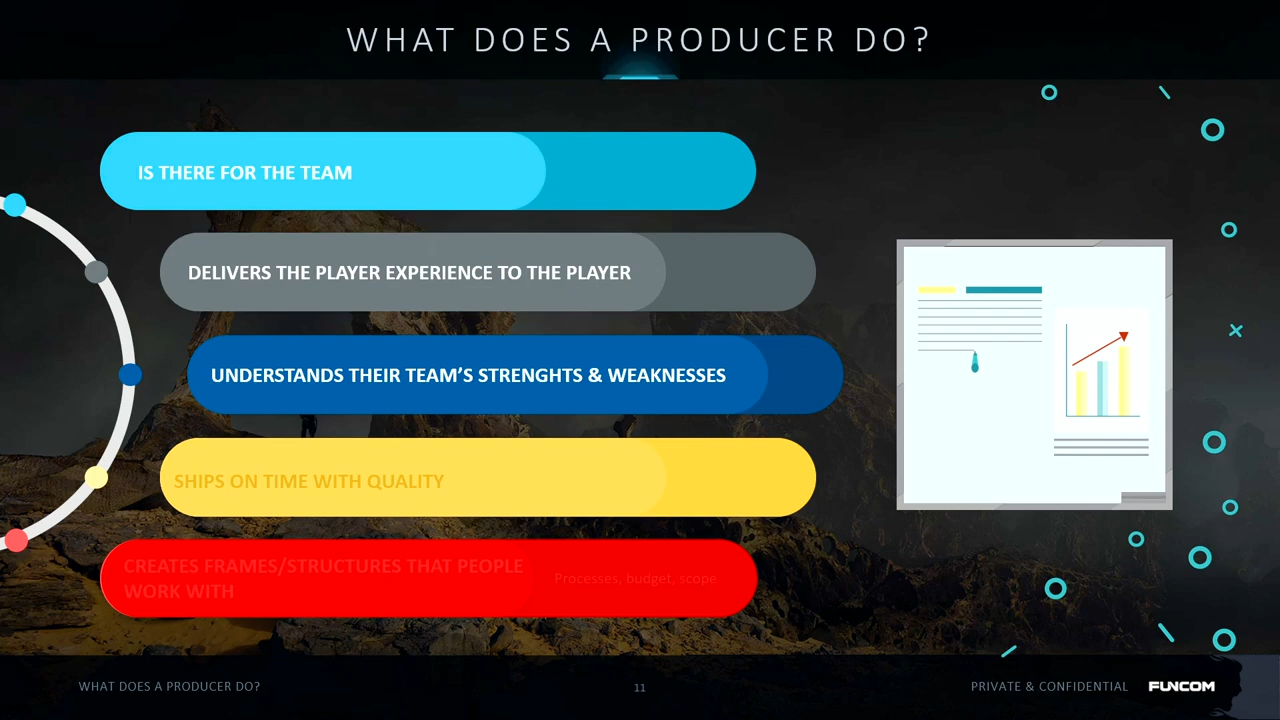 WHAT DOES A PRODUCER DO?
IS THERE FOR THE TEAM
DELIVERS THE PLAYER EXPERIENCE TO THE PLAYER
UNDERSTANDS THEIR TEAM’S STRENGHTS & WEAKNESSES
SHIPS ON TIME WITH QUALITY
CREATES FRAMES/STRUCTURES THAT PEOPLE
WORK WITH
Processes, budget, scope
WHAT DOES A PRODUCER DO?
11
PRIVATE & CONFIDENTIAL
FUNCOM